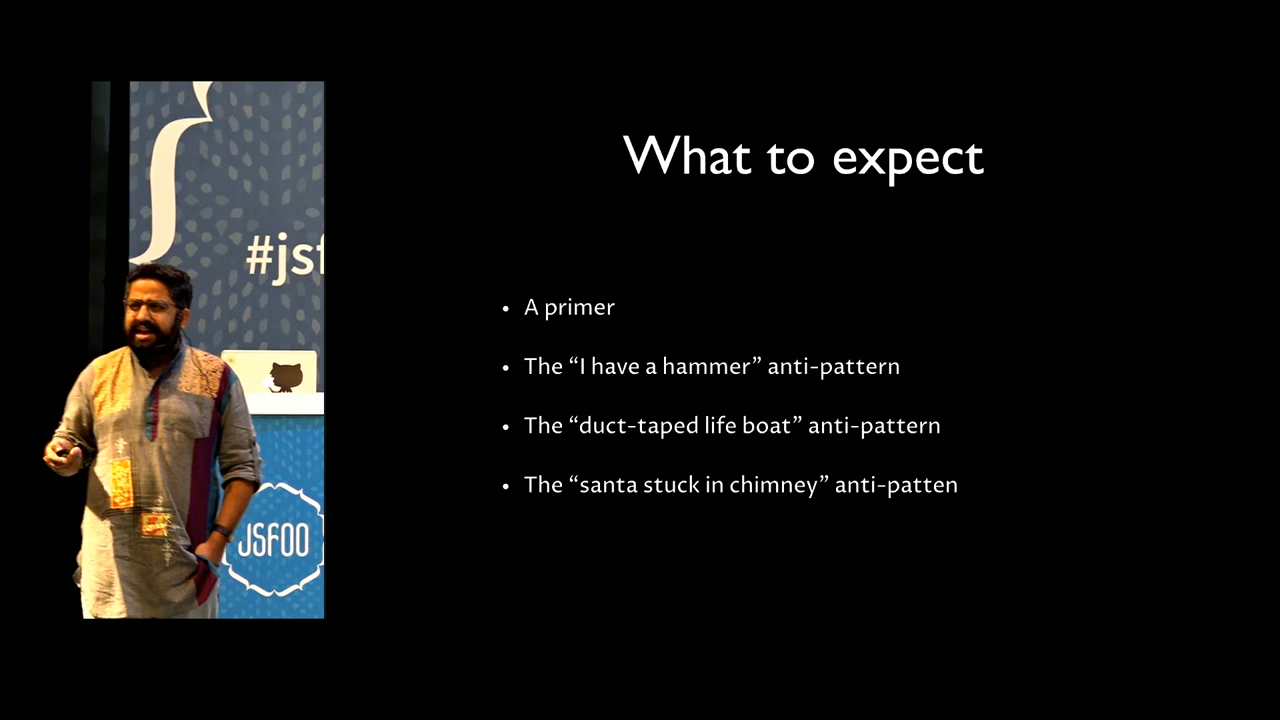 What to expect
#jsf
• A primer
• The “I have a hammer” anti-pattern
• The “duct-taped life boat” anti-pattern
• The “santa stuck in chimney” anti-patten
JSFOO